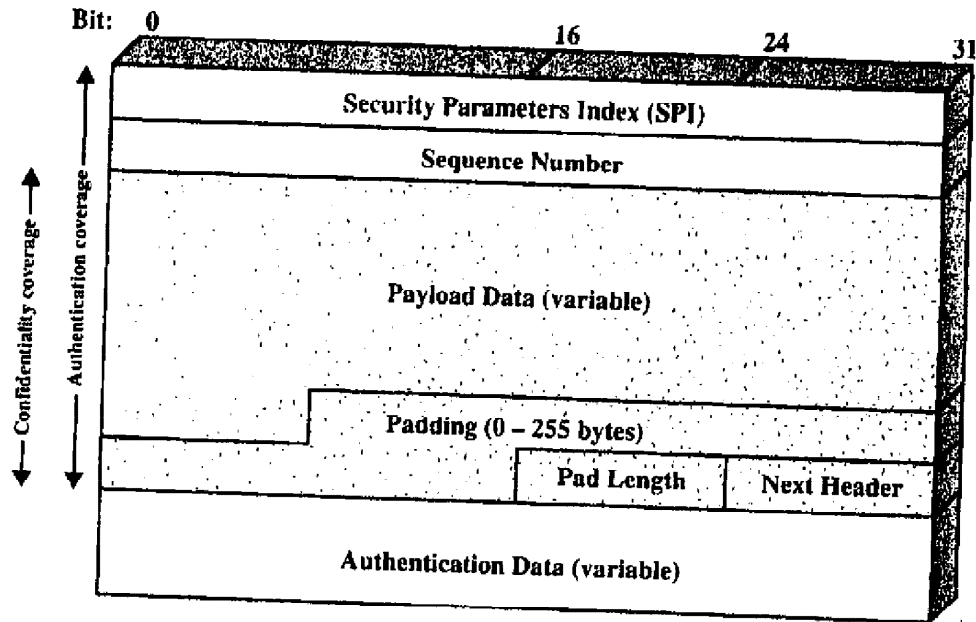 Bit: 0 16 24 31
Security Parameters Index (SPI)
Sequence Number
Payload Data (variable)
Padding (0 – 255 bytes)
Pad Length Next Header
Authentication Data (variable)
Confidentiality coverage
Authentication coverage